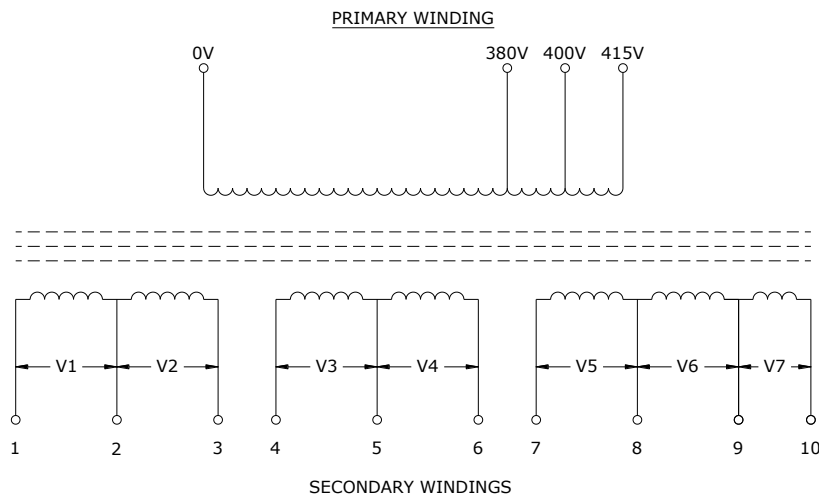 PRIMARY WINDING
0V 380V 400V 415V
V1 V2 V3 V4 V5 V6 V7
1 2 3 4 5 6 7 8 9 10
SECONDARY WINDINGS